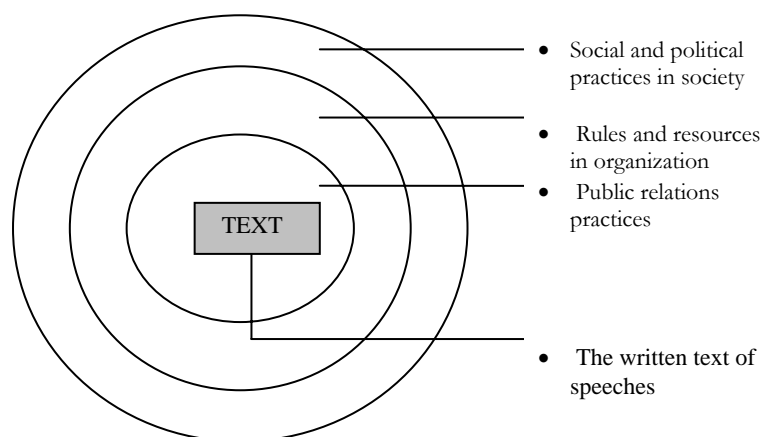 • Social and political
practices in society
• Rules and resources
in organization
• Public relations
practices
TEXT
• The written text of
speeches